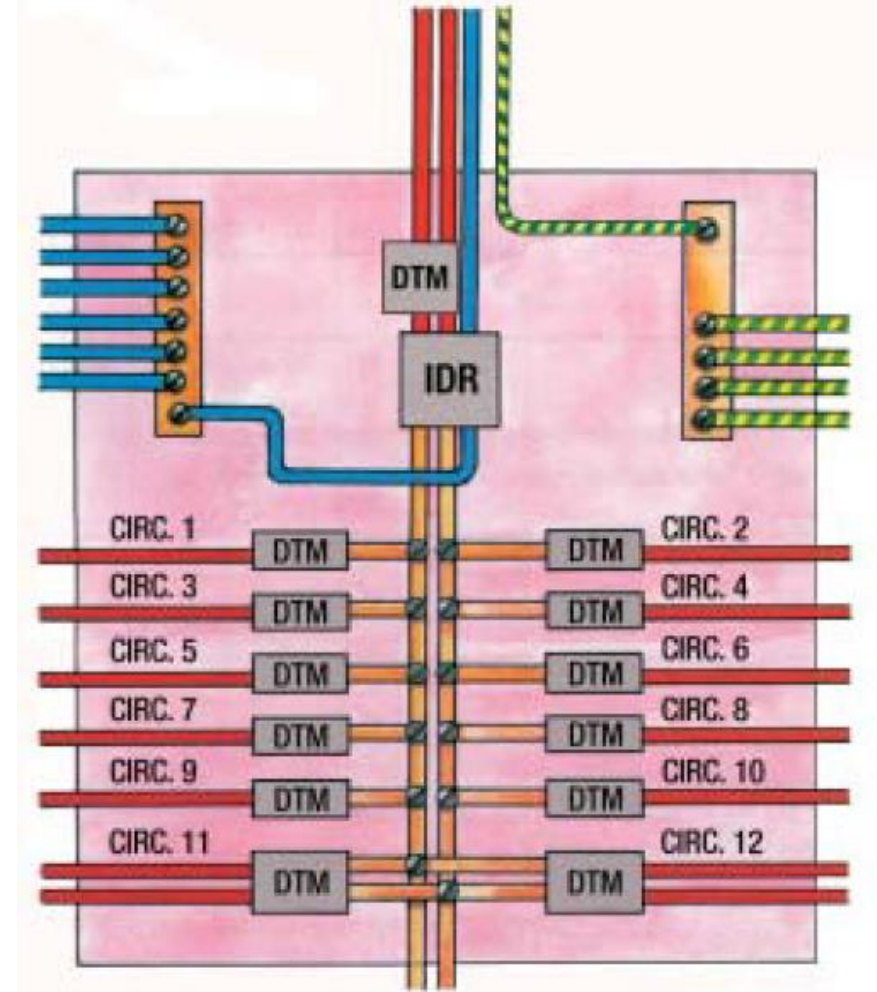 DTM
IDR
CIRC. 1
CIRC. 2
DTM
DTM
CIRC. 3
CIRC. 4
DTM
DTM
CIRC. 5
CIRC. 6
DTM
DTM
CIRC. 7
CIRC. 8
DTM
DTM
CIRC. 9
CIRC. 10
DTM
DTM
CIRC. 11
CIRC. 12
DTM
DTM